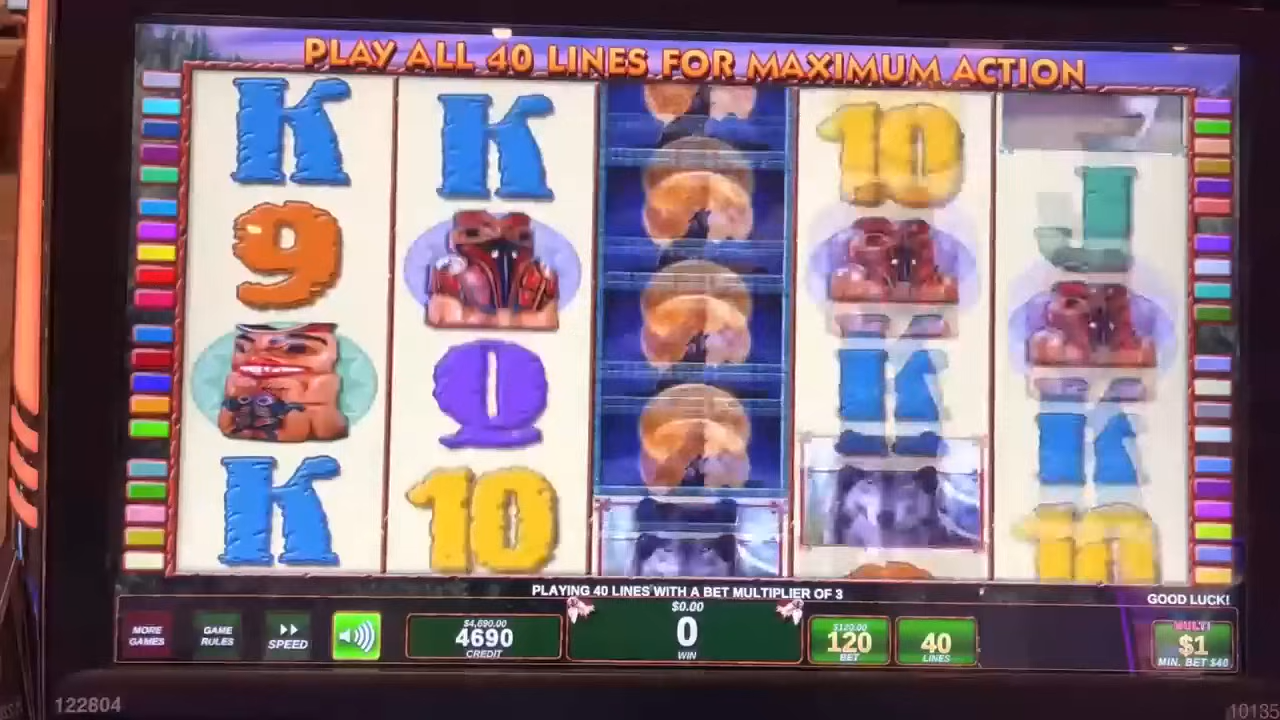 PLAY ALL 40 LINES FOR MAXIMUM ACTION
K K 10
9 J
Q K K
K 10 10
PLAYING 40 LINES WITH A BET MULTIPLIER OF 3
GOOD LUCK!
MORE GAMES
GAME RULES
SPEED
$4,690.00
4690
CREDIT
$0.00
0
WIN
$120.00
120
BET
40
LINES
MULTI
$1
MIN. BET $40
122804
10135